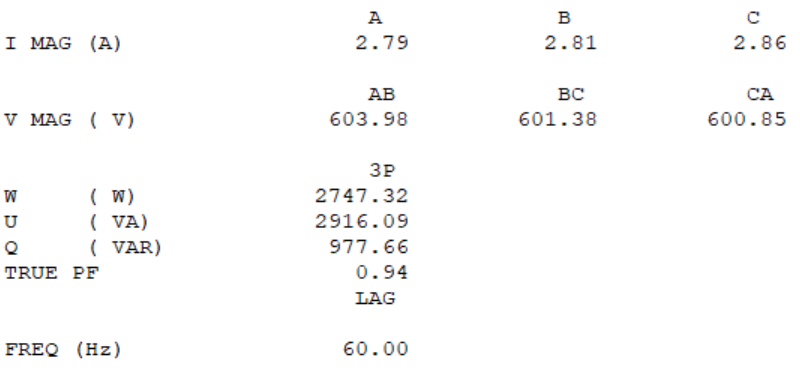 A B C
I MAG (A) 2.79 2.81 2.86
AB BC CA
V MAG ( V) 603.98 601.38 600.85
3P
W ( W) 2747.32
U ( VA) 2916.09
Q ( VAR) 977.66
TRUE PF 0.94
LAG
FREQ (Hz) 60.00